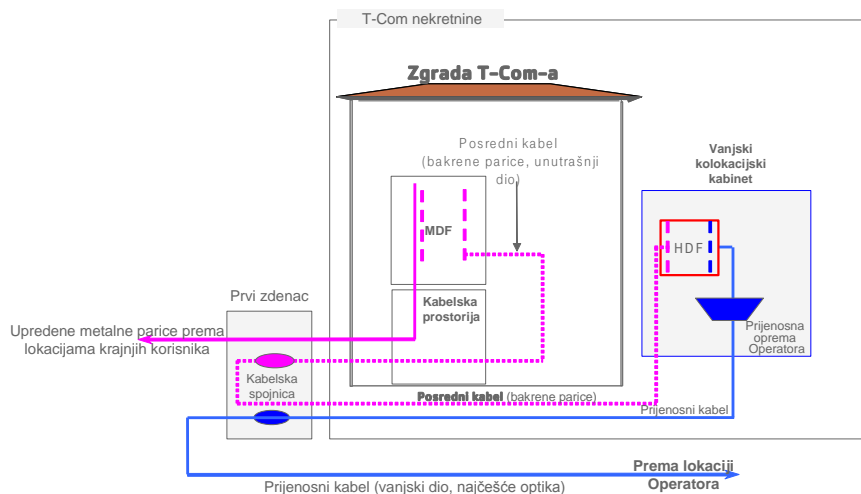 T-Com nekretnine
Zgrada T-Com-a
Posredni kabel
(bakrene parice, unutrašnji
dio)
Vanjski
kolokacijski
kabinet
MDF
HDF
Kabelska
prostorija
Prvi zdenac
Upredene metalne parice prema
lokacijama krajnjih korisnika
Kabelska
spojnica
Prijenosna
oprema
Operatora
Posredni kabel (bakrene parice)
Prijenosni kabel
Prema lokaciji
Operatora
Prijenosni kabel (vanjski dio, najčešće optika)